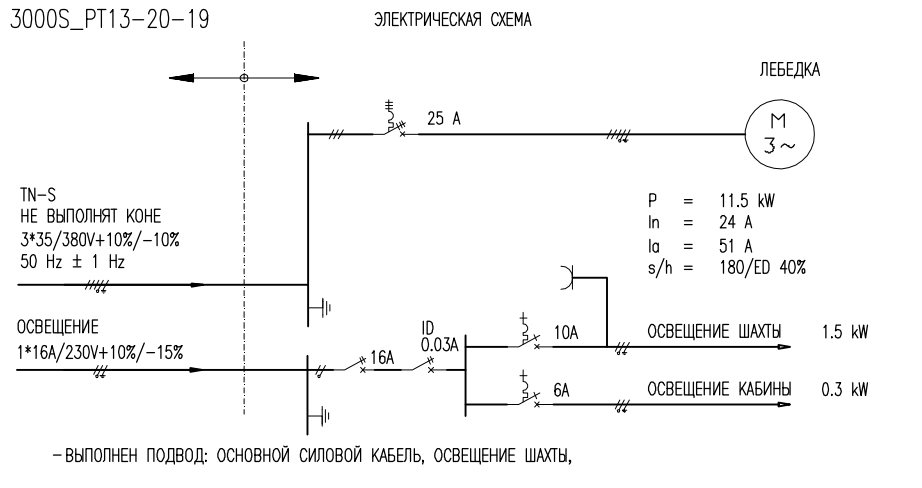 3000S_PT13-20-19
ЭЛЕКТРИЧЕСКАЯ СХЕМА
ЛЕБЕДКА
25 A
M
3~
TN-S
НЕ ВЫПОЛНЯТ КОНЕ
3*35/380V+10%/-10%
50 Hz ± 1 Hz
P = 11.5 kW
In = 24 A
Ia = 51 A
s/h = 180/ED 40%
ОСВЕЩЕНИЕ
1*16A/230V+10%/-15%
16A
ID
0.03A
10A
ОСВЕЩЕНИЕ ШАХТЫ 1.5 kW
6A
ОСВЕЩЕНИЕ КАБИНЫ 0.3 kW
-ВЫПОЛНЕН ПОДВОД: ОСНОВНОЙ СИЛОВОЙ КАБЕЛЬ, ОСВЕЩЕНИЕ ШАХТЫ,